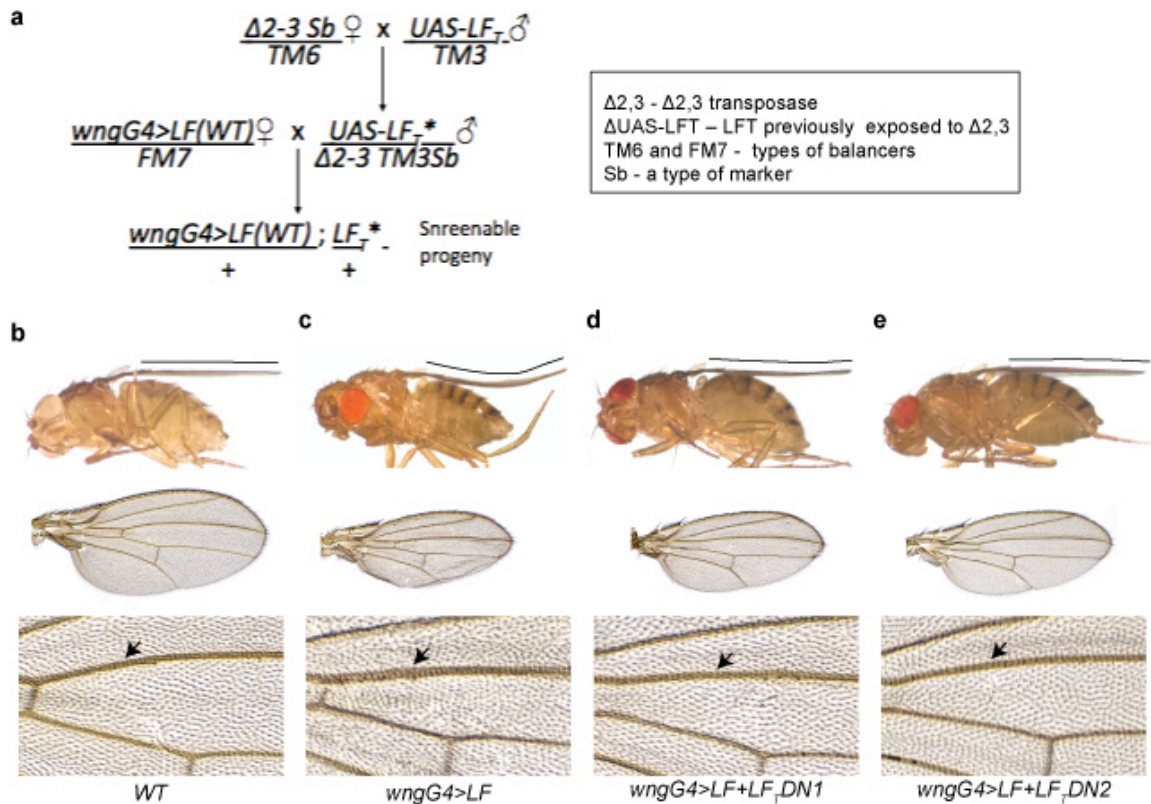 a
Δ2-3 Sb ♀ x UAS-LFT ♂
TM6 TM3
wngG4>LF(WT) ♀ x UAS-LFT* ♂
FM7 Δ2-3 TM3Sb
wngG4>LF(WT) ; LFT* Snreenable
+ + progeny
Δ2,3 - Δ2,3 transposase
ΔUAS-LFT – LFT previously exposed to Δ2,3
TM6 and FM7 - types of balancers
Sb - a type of marker
b c d e
WT wngG4>LF wngG4>LF+LFTDN1 wngG4>LF+LFTDN2